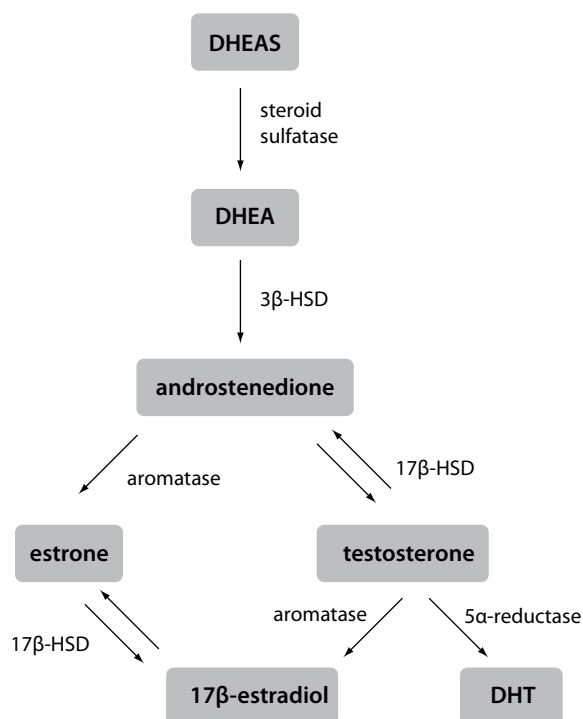 DHEAS
steroid
sulfatase
DHEA
3β-HSD
androstenedione
aromatase
17β-HSD
estrone
testosterone
17β-HSD
aromatase
5α-reductase
17β-estradiol
DHT